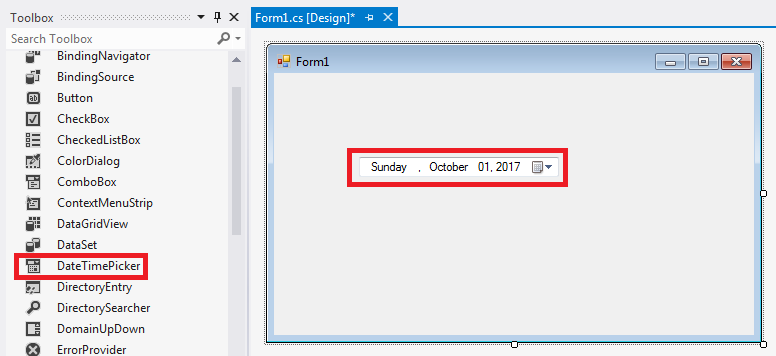 Toolbox
Search Toolbox
BindingNavigator
BindingSource
Button
CheckBox
CheckedListBox
ColorDialog
ComboBox
ContextMenuStrip
DataGridView
DataSet
DateTimePicker
DirectoryEntry
DirectorySearcher
DomainUpDown
ErrorProvider
Form1.cs [Design]*
Form1
Sunday , October 01, 2017